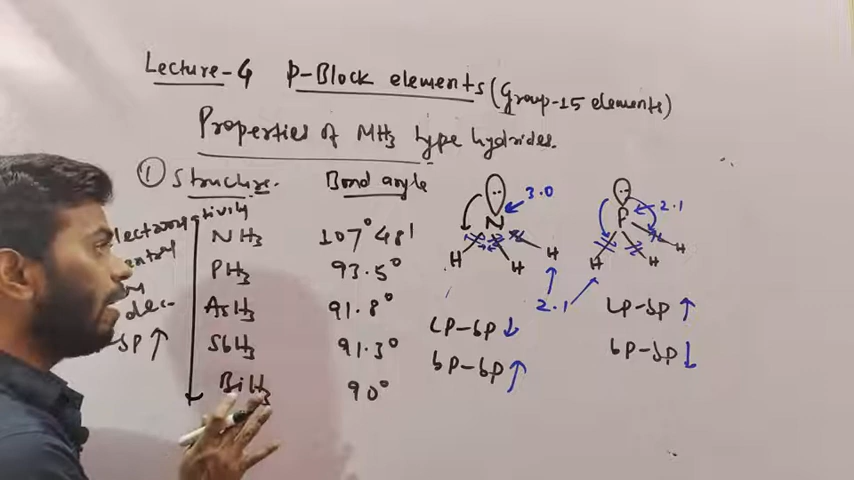 Lecture-4 P-Block elements (Group-15 elements)
Properties of MH3 type hydrides.
① Structure. Bond angle
NH3 107°48'
PH3 93.5°
AsH3 91.8°
SbH3 91.3°
BiH3 90°
: 3.0
N
H H H
: 2.1
P
H H H
2.1
LP-bp ↓
bp-bp ↑
LP-bp ↑
bp-bp ↓
dec-
bp ↑